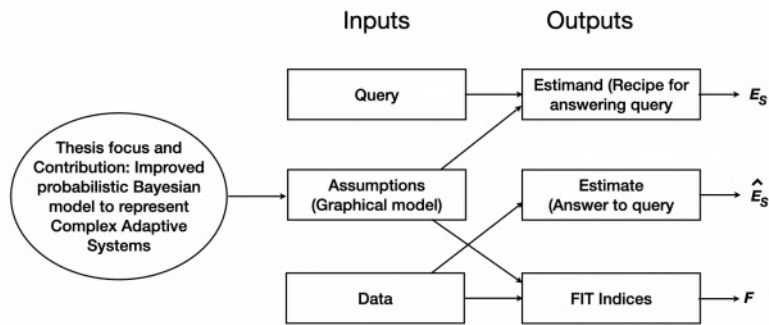 Inputs
Outputs
Query
Estimand (Recipe for
answering query
E_S
Thesis focus and
Contribution: Improved
probabilistic Bayesian
model to represent
Complex Adaptive
Systems
Assumptions
(Graphical model)
Estimate
(Answer to query
Ê_S
Data
FIT Indices
F